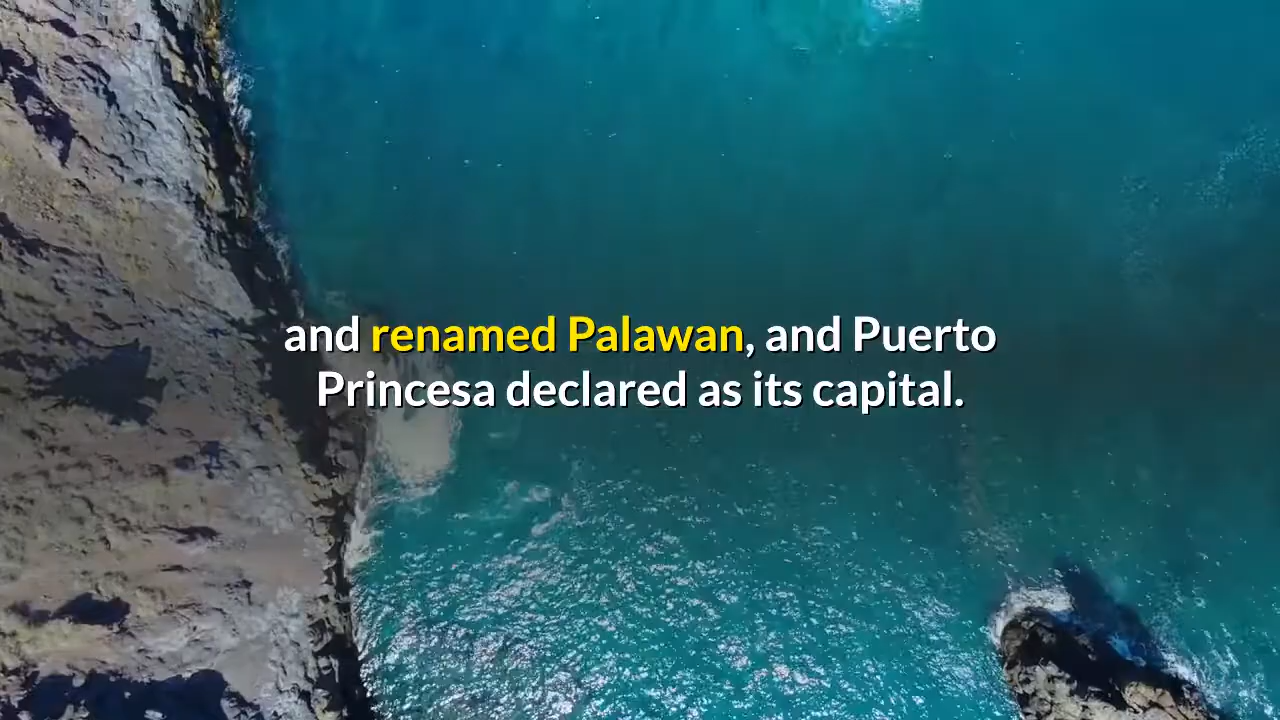 and renamed Palawan, and Puerto
Princesa declared as its capital.